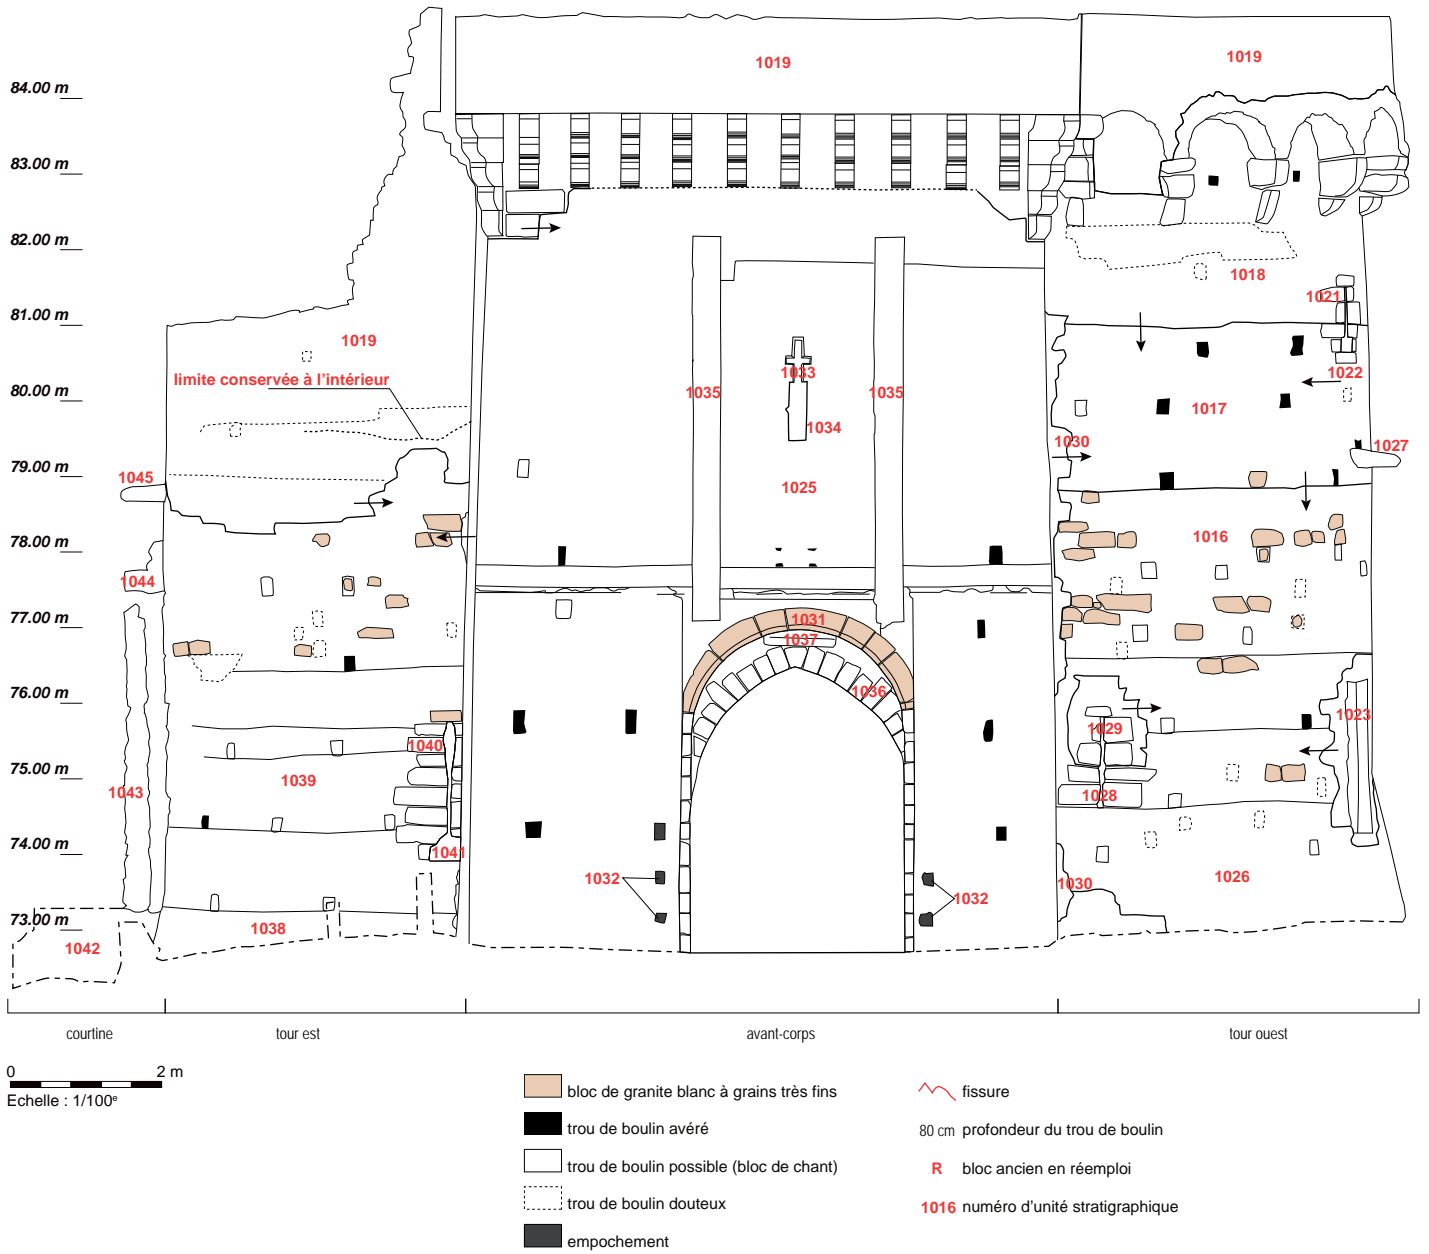 1019
1019
84.00 m
83.00 m
82.00 m
1018
1021
81.00 m
1019
limite conservée à l'intérieur
1033
1022
80.00 m
1035
1035
1034
1017
1030
1027
79.00 m
1045
1025
78.00 m
1016
1044
77.00 m
1031
1037
76.00 m
1036
1023
1029
1040
75.00 m
1039
1043
1028
74.00 m
1041
1032
1032
1030
1026
73.00 m
1038
1042
courtine
tour est
avant-corps
tour ouest
0 2 m
Echelle : 1/100e
bloc de granite blanc à grains très fins
trou de boulin avéré
trou de boulin possible (bloc de chant)
trou de boulin douteux
empochement
fissure
80 cm profondeur du trou de boulin
R bloc ancien en réemploi
1016 numéro d'unité stratigraphique